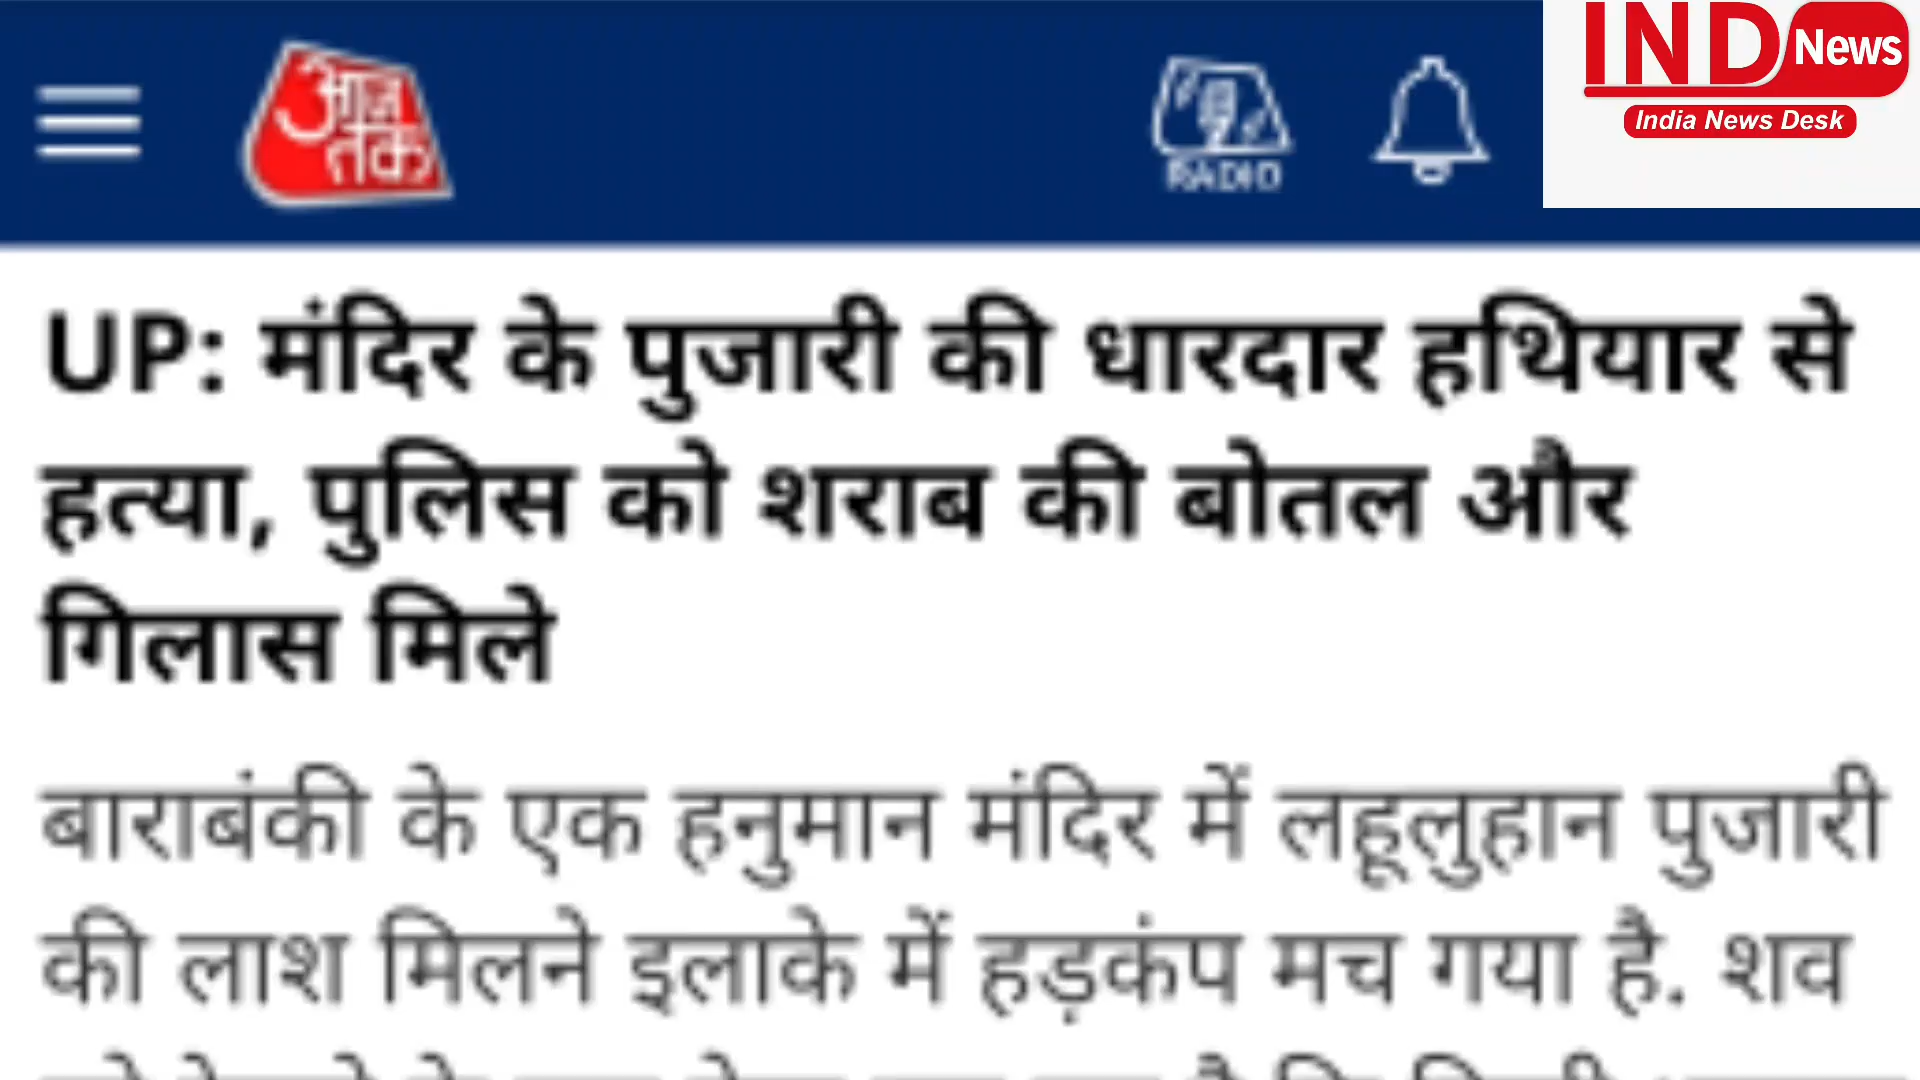 आज
तक
RADIO
IND News
India News Desk
UP: मंदिर के पुजारी की धारदार हथियार से
हत्या, पुलिस को शराब की बोतल और
गिलास मिले
बाराबंकी के एक हनुमान मंदिर में लहूलुहान पुजारी
की लाश मिलने इलाके में हड़कंप मच गया है. शव